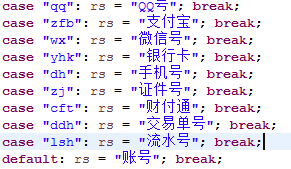 case "qq": rs = "QQ号"; break;
case "zfb": rs = "支付宝"; break;
case "wx": rs = "微信号"; break;
case "yhk": rs = "银行卡"; break;
case "dh": rs = "手机号"; break;
case "zj": rs = "证件号"; break;
case "cft": rs = "财付通"; break;
case "ddh": rs = "交易单号"; break;
case "lsh": rs = "流水号"; break;
default: rs = "账号"; break;